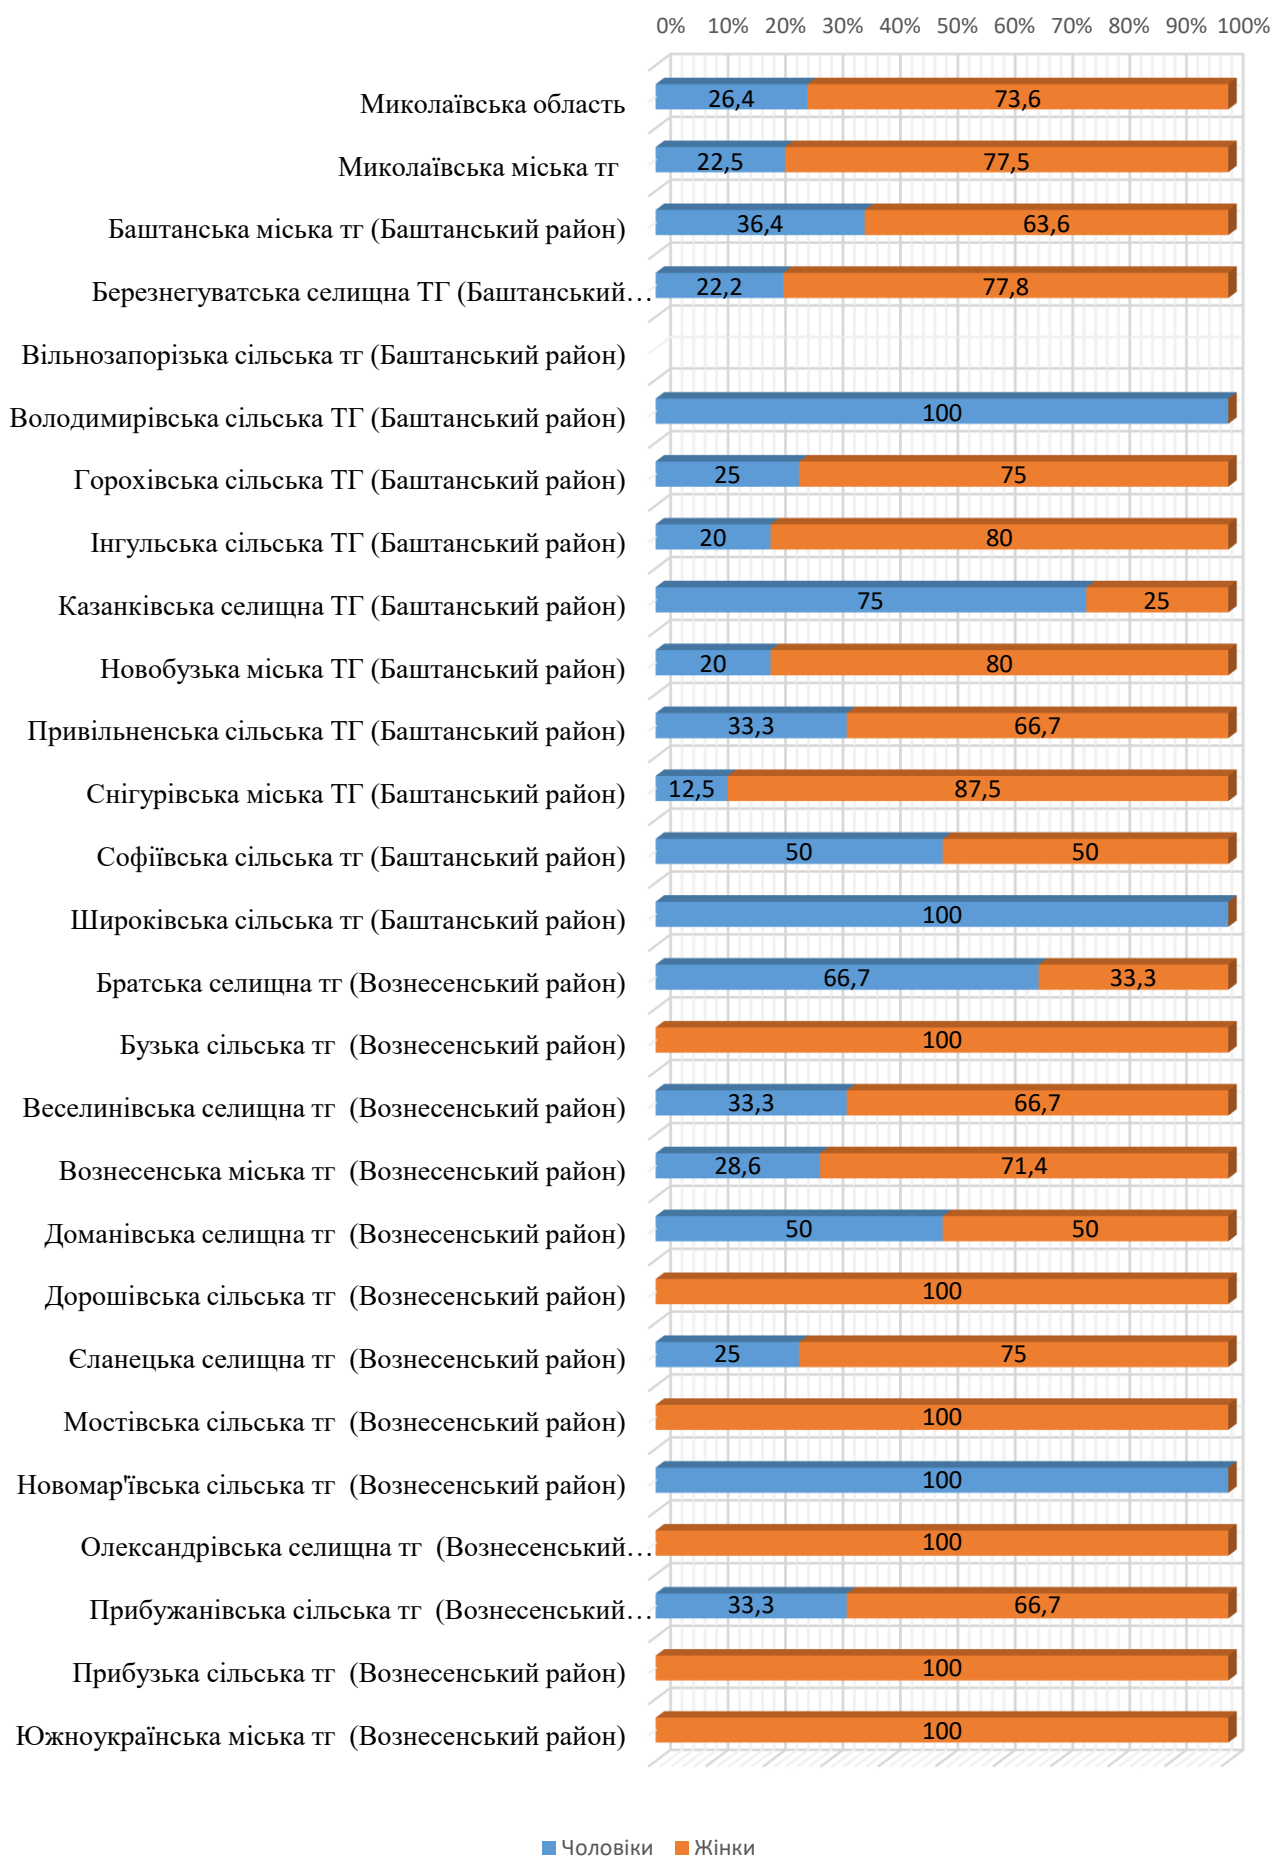 0% 10% 20% 30% 40% 50% 60% 70% 80% 90% 100%
Миколаївська область 26,4 73,6
Миколаївська міська тг 22,5 77,5
Баштанська міська тг (Баштанський район) 36,4 63,6
Березнегуватська селищна ТГ (Баштанський… 22,2 77,8
Вільнозапорізька сільська тг (Баштанський район)
Володимирівська сільська ТГ (Баштанський район) 100
Горохівська сільська ТГ (Баштанський район) 25 75
Інгульська сільська ТГ (Баштанський район) 20 80
Казанківська селищна ТГ (Баштанський район) 75 25
Новобузька міська ТГ (Баштанський район) 20 80
Привільненська сільська ТГ (Баштанський район) 33,3 66,7
Снігурівська міська ТГ (Баштанський район) 12,5 87,5
Софіївська сільська тг (Баштанський район) 50 50
Широківська сільська тг (Баштанський район) 100
Братська селищна тг (Вознесенський район) 66,7 33,3
Бузька сільська тг (Вознесенський район) 100
Веселинівська селищна тг (Вознесенський район) 33,3 66,7
Вознесенська міська тг (Вознесенський район) 28,6 71,4
Доманівська селищна тг (Вознесенський район) 50 50
Дорошівська сільська тг (Вознесенський район) 100
Єланецька селищна тг (Вознесенський район) 25 75
Мостівська сільська тг (Вознесенський район) 100
Новомар'ївська сільська тг (Вознесенський район) 100
Олександрівська селищна тг (Вознесенський… 100
Прибужанівська сільська тг (Вознесенський… 33,3 66,7
Прибузька сільська тг (Вознесенський район) 100
Южноукраїнська міська тг (Вознесенський район) 100
Чоловіки Жінки